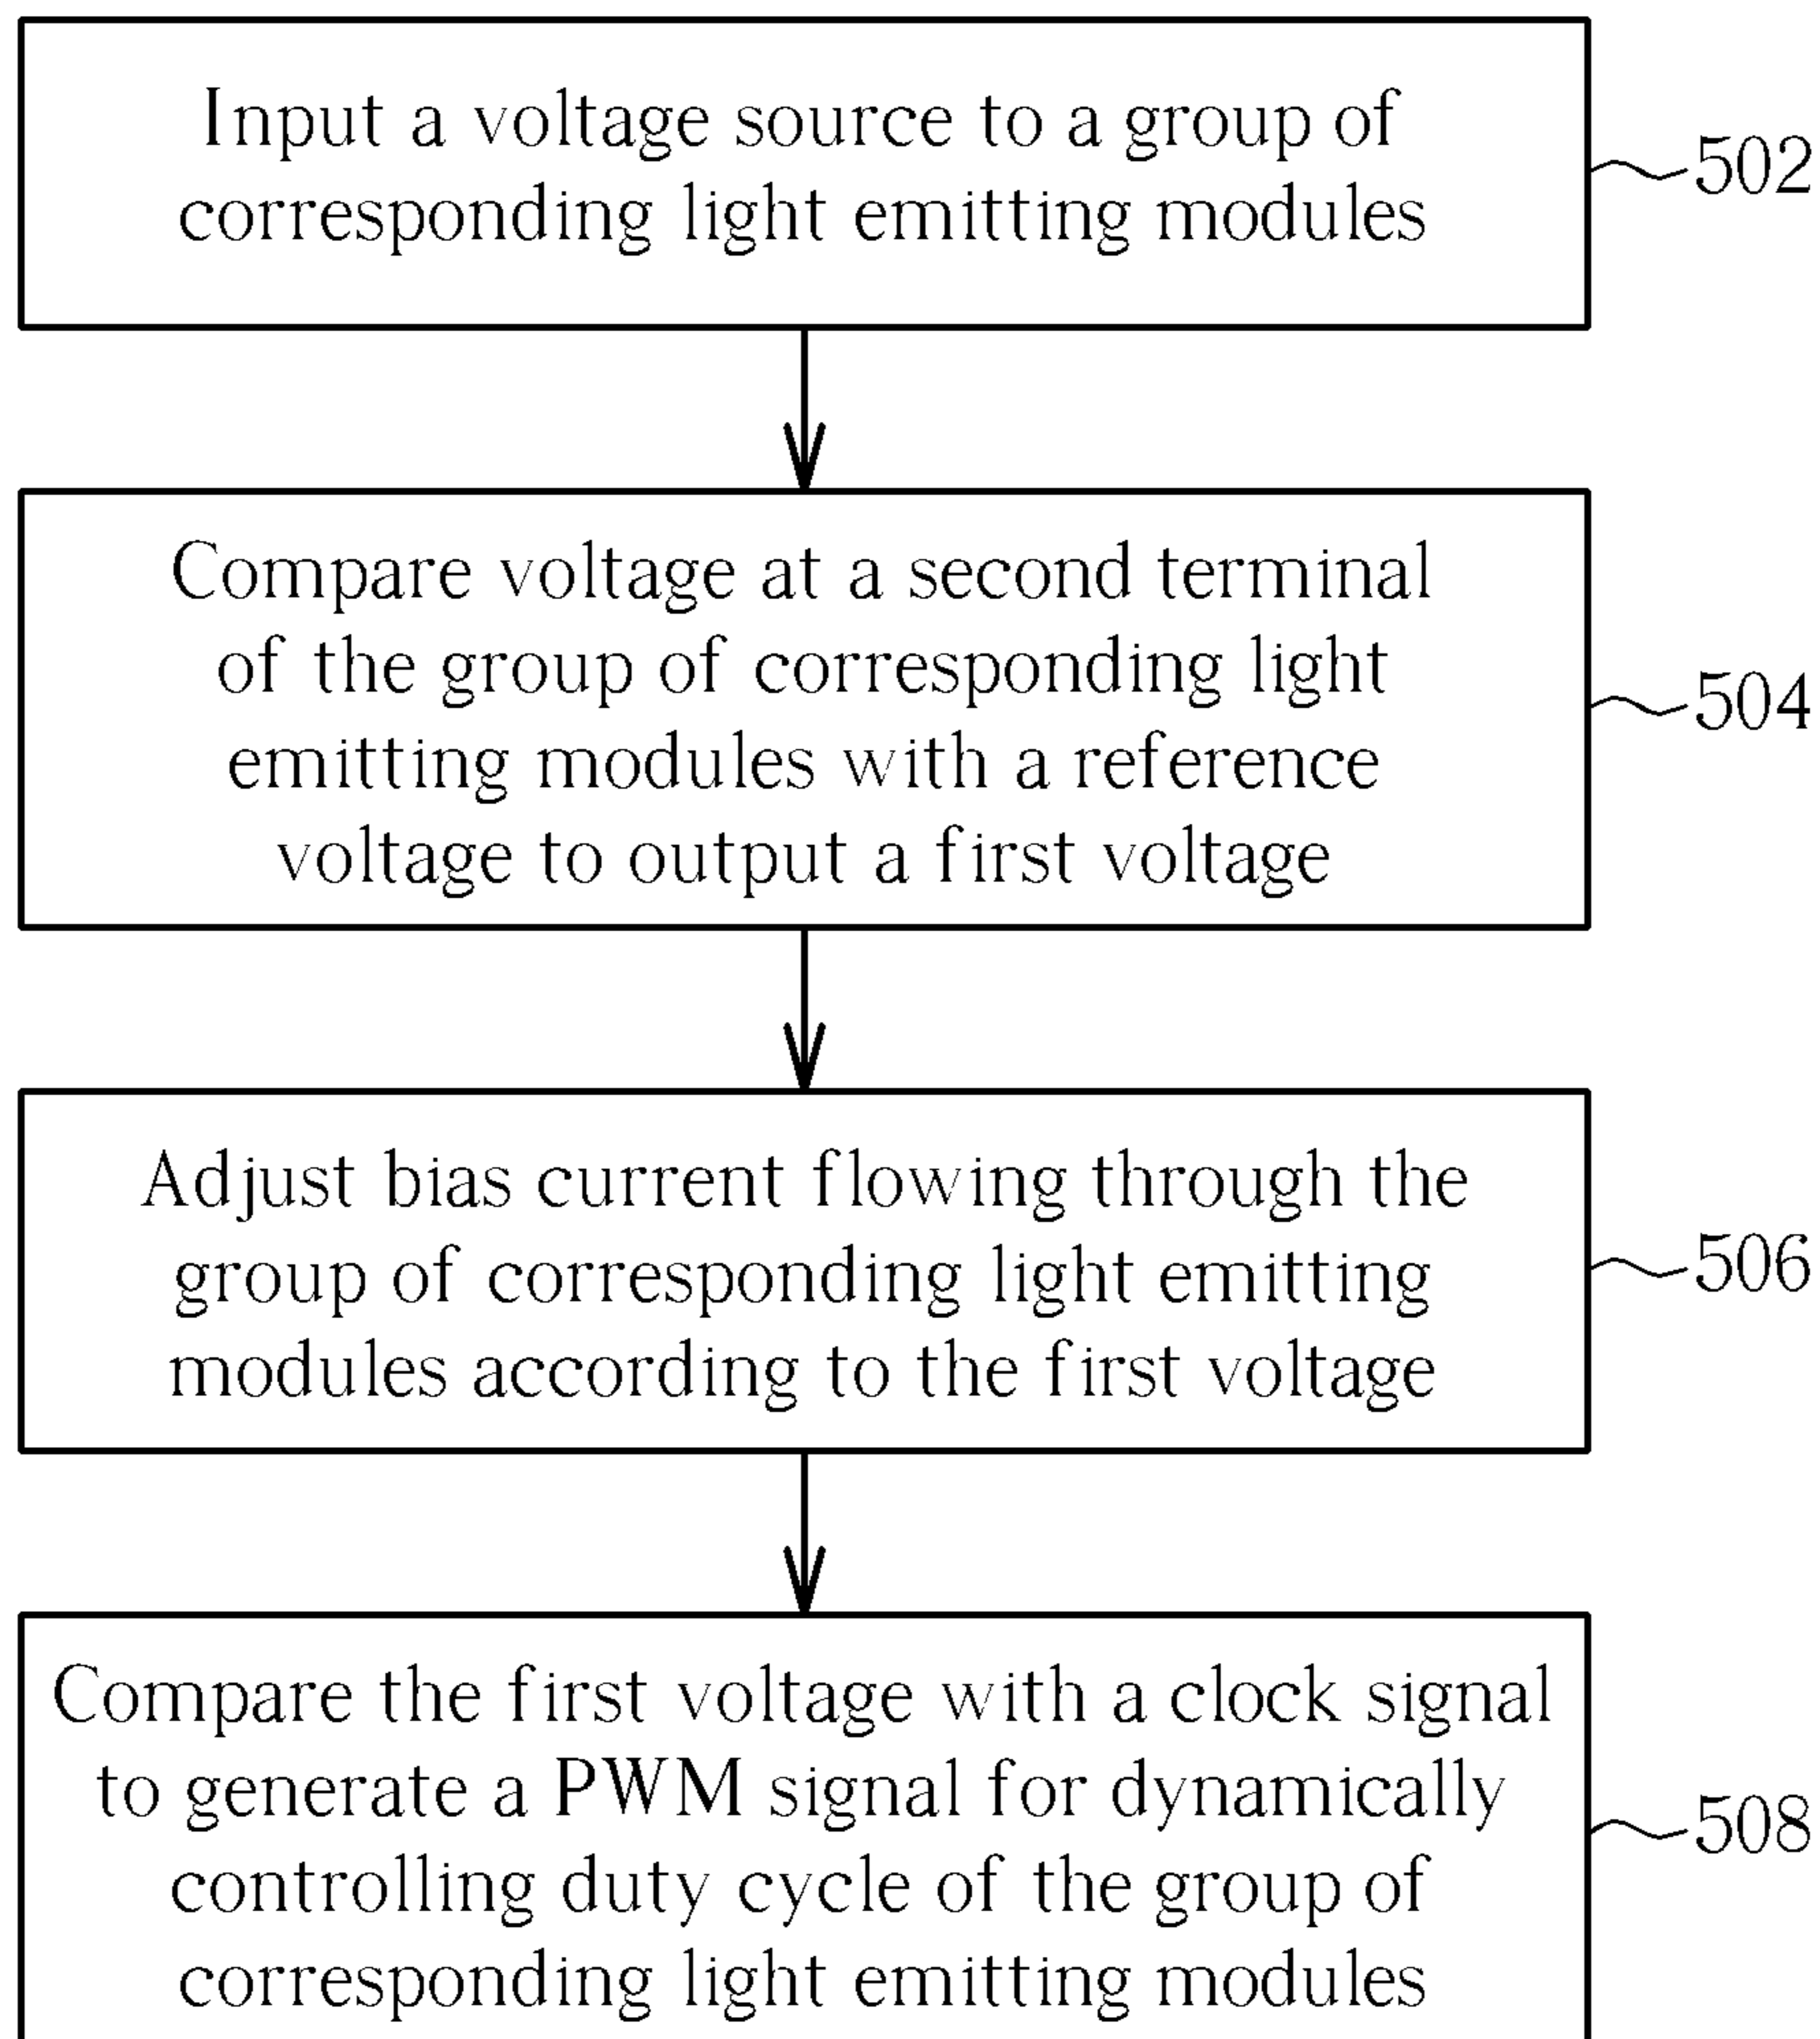 Input a voltage source to a group of
corresponding light emitting modules
502
Compare voltage at a second terminal
of the group of corresponding light
emitting modules with a reference
voltage to output a first voltage
504
Adjust bias current flowing through the
group of corresponding light emitting
modules according to the first voltage
506
Compare the first voltage with a clock signal
to generate a PWM signal for dynamically
controlling duty cycle of the group of
corresponding light emitting modules
508